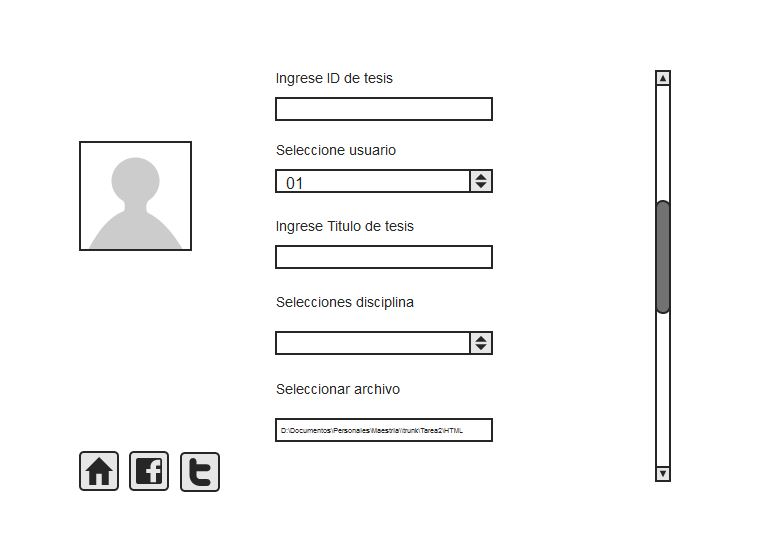 Ingrese ID de tesis
Seleccione usuario
01
Ingrese Titulo de tesis
Selecciones disciplina
Seleccionar archivo
D:\Documentos\Personales\Maestria\trunk\Tarea2\HTML